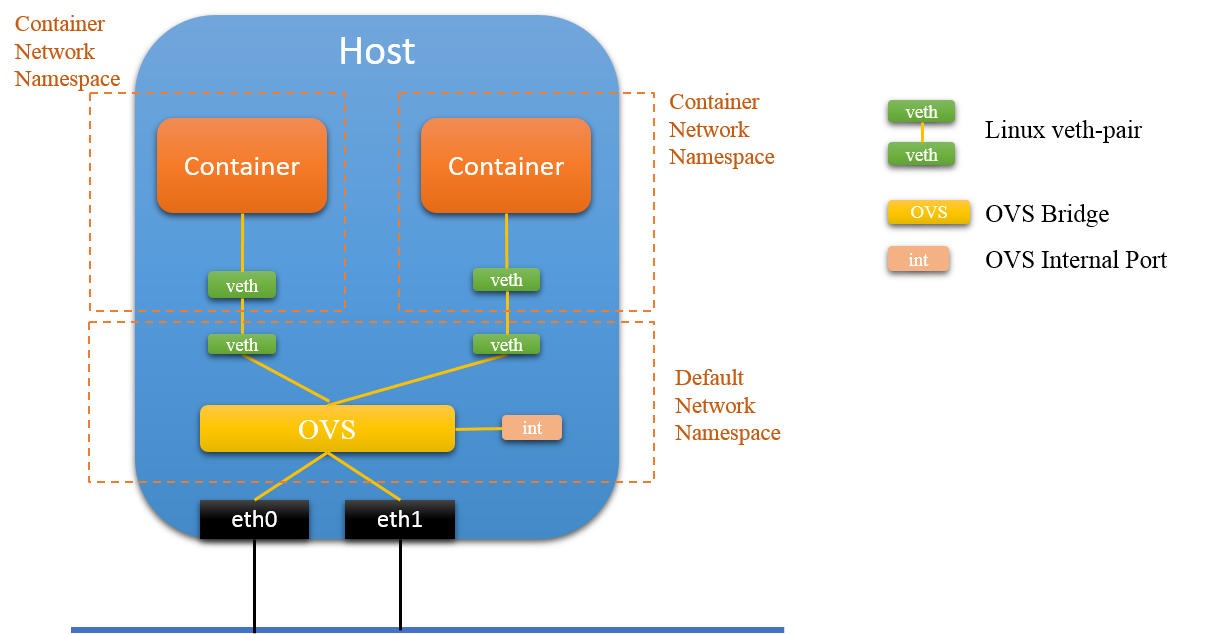 Container
Network
Namespace
Host
Container
Container
Container
Network
Namespace
veth
veth
veth
veth
OVS
int
Default
Network
Namespace
eth0
eth1
veth
veth
Linux veth-pair
OVS
OVS Bridge
int
OVS Internal Port